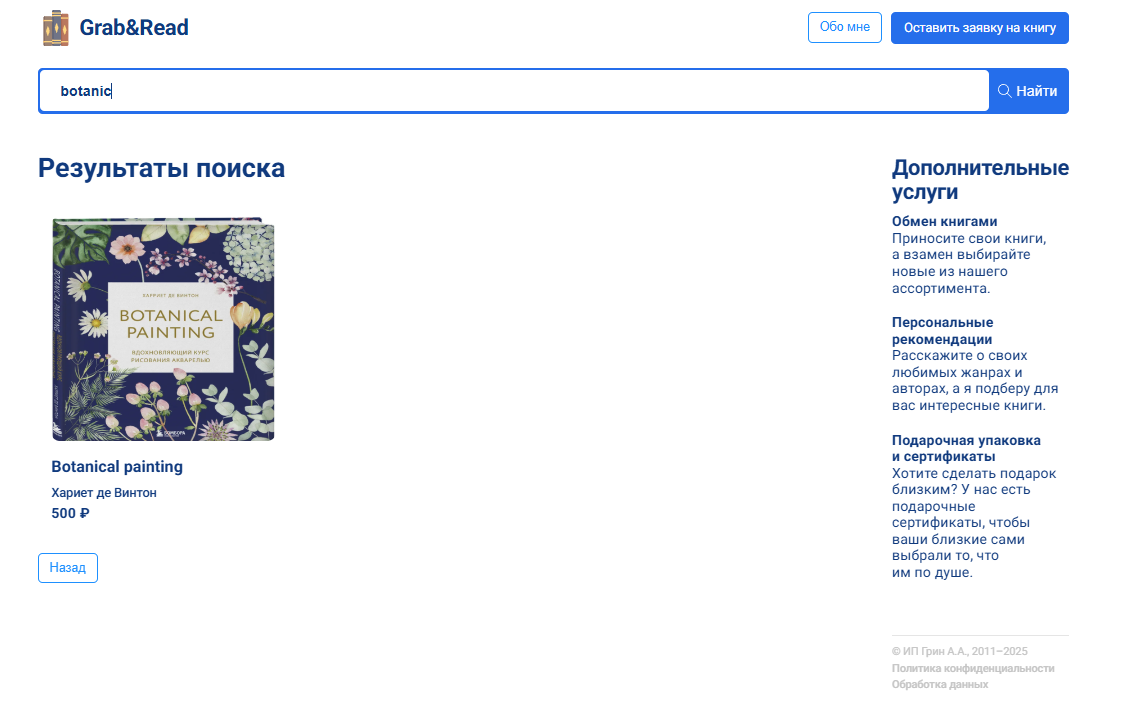 Grab&Read
Обо мне
Оставить заявку на книгу
botanic
Найти
Результаты поиска
ХАРРИЕТ ДЕ ВИНТОН
BOTANICAL
PAINTING
ВДОХНОВЛЯЮЩИЙ КУРС
РИСОВАНИЯ АКВАРЕЛЬЮ
БОМБОРА
Botanical painting
Хариет де Винтон
500 ₽
Назад
Дополнительные
услуги
Обмен книгами
Приносите свои книги,
а взамен выбирайте
новые из нашего
ассортимента.
Персональные
рекомендации
Расскажите о своих
любимых жанрах и
авторах, а я подберу для
вас интересные книги.
Подарочная упаковка
и сертификаты
Хотите сделать подарок
близким? У нас есть
подарочные
сертификаты, чтобы
ваши близкие сами
выбрали то, что
им по душе.
© ИП Грин А.А., 2011–2025
Политика конфиденциальности
Обработка данных